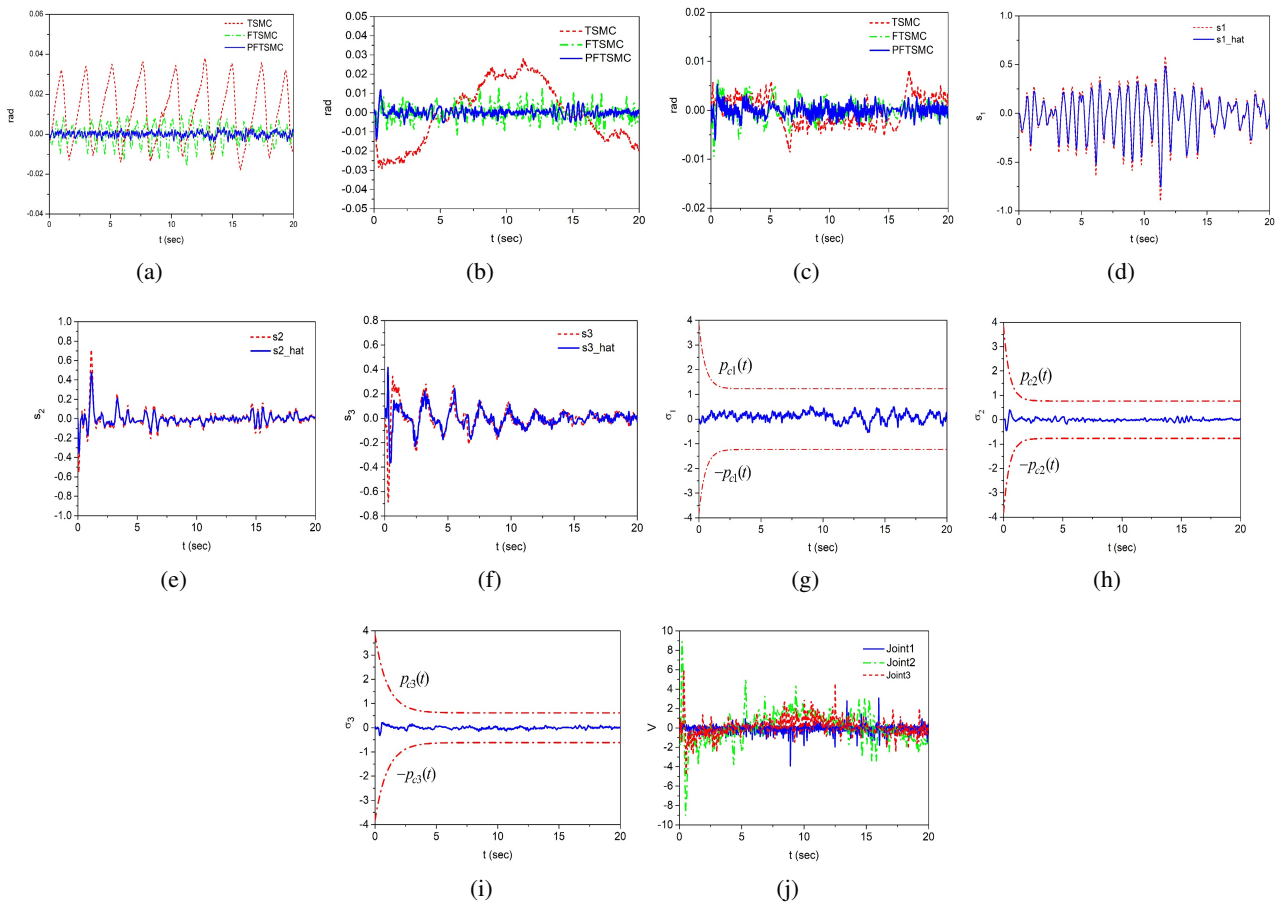 TSMC
FTSMC
PFTSMC
0.06
0.04
0.02
0.00
-0.02
-0.04
rad
0 5 10 15 20
t (sec)
(a)
TSMC
FTSMC
PFTSMC
0.05
0.04
0.03
0.02
0.01
0.00
-0.01
-0.02
-0.03
-0.04
-0.05
rad
0 5 10 15 20
t (sec)
(b)
TSMC
FTSMC
PFTSMC
0.02
0.01
0.00
-0.01
-0.02
rad
0 5 10 15 20
t (sec)
(c)
s1
s1_hat
1.0
0.5
0.0
-0.5
-1.0
s1
0 5 10 15 20
t (sec)
(d)
s2
s2_hat
1.0
0.8
0.6
0.4
0.2
0.0
-0.2
-0.4
-0.6
-0.8
-1.0
s2
0 5 10 15 20
t (sec)
(e)
s3
s3_hat
0.8
0.6
0.4
0.2
0.0
-0.2
-0.4
-0.6
-0.8
s3
0 5 10 15 20
t (sec)
(f)
4
3
2
1
0
-1
-2
-3
-4
σ1
pc1(t)
-pc1(t)
0 5 10 15 20
t (sec)
(g)
4
3
2
1
0
-1
-2
-3
-4
σ2
pc2(t)
-pc2(t)
0 5 10 15 20
t (sec)
(h)
4
3
2
1
0
-1
-2
-3
-4
σ3
pc3(t)
-pc3(t)
0 5 10 15 20
t (sec)
(i)
Joint1
Joint2
Joint3
10
8
6
4
2
0
-2
-4
-6
-8
-10
V
0 5 10 15 20
t (sec)
(j)